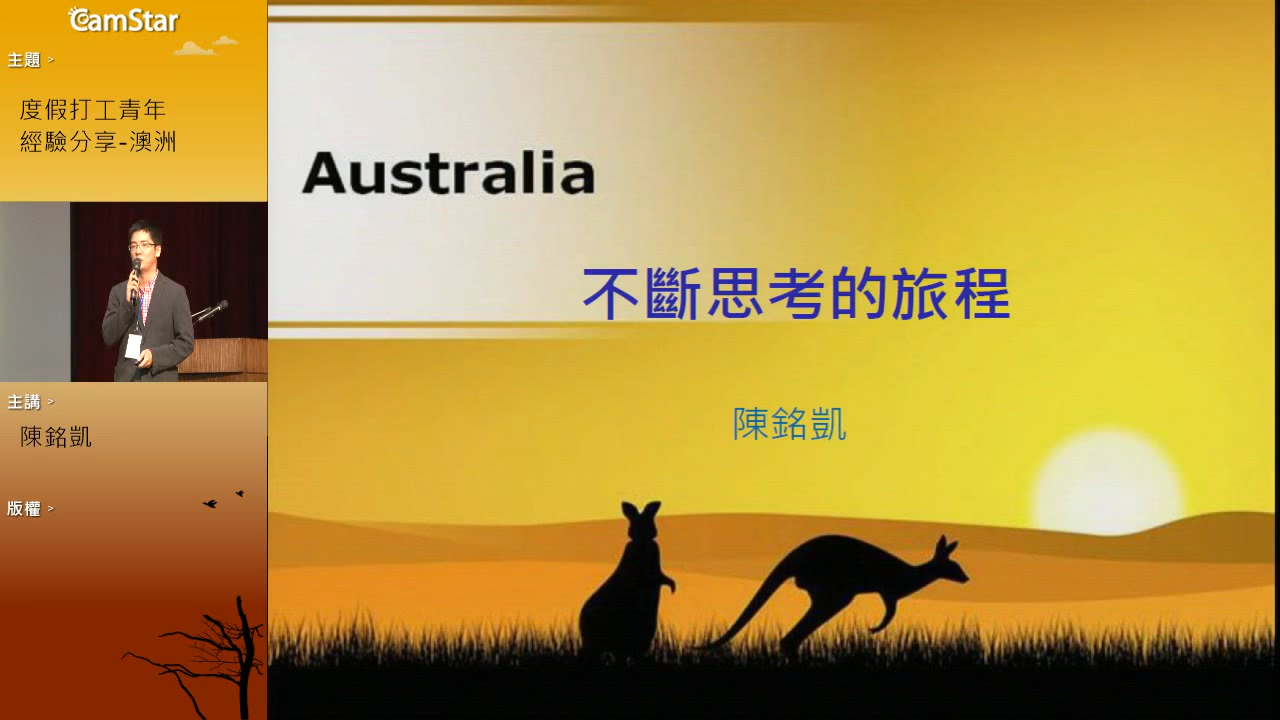 CamStar
主題 >
度假打工青年
經驗分享-澳洲
主講 >
陳銘凱
版權 >
Australia
不斷思考的旅程
陳銘凱